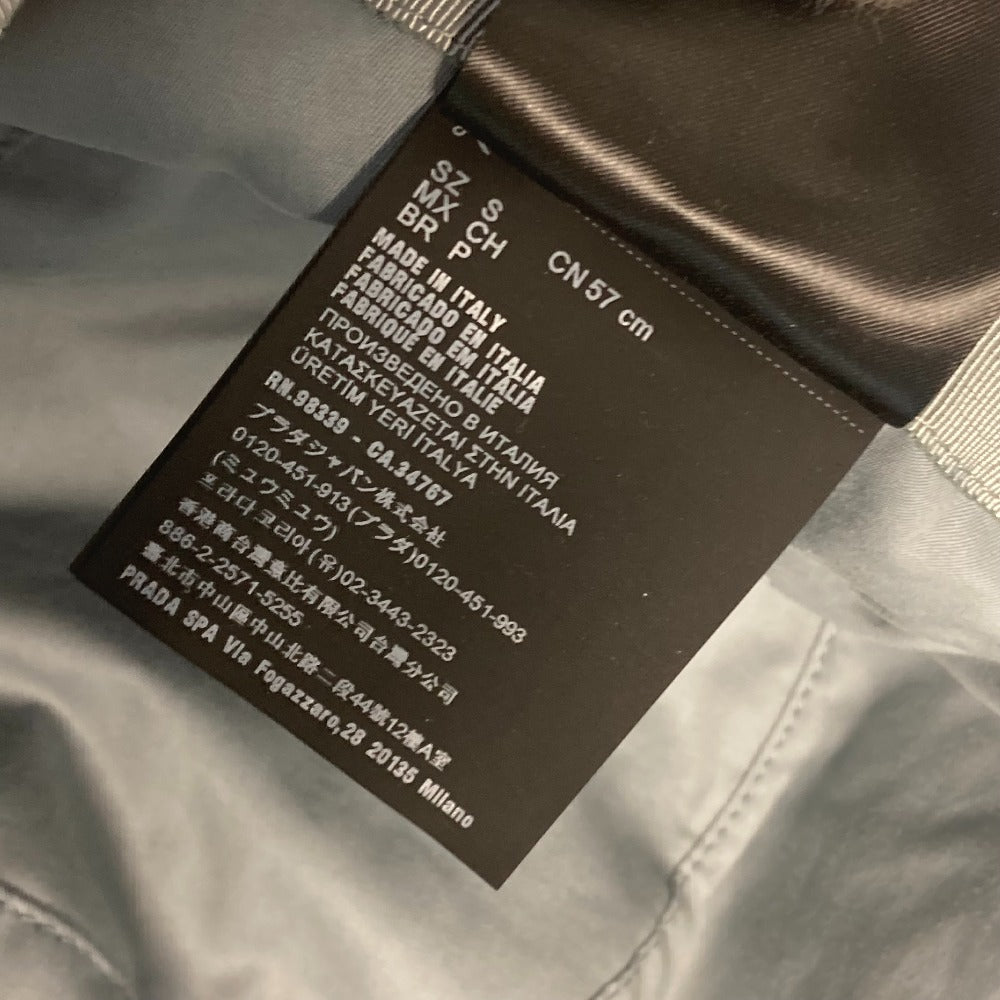 SZ S
MX CH CN 57 cm
BR P
MADE IN ITALY
FABRICADO EN ITALIA
FABRICADO EM ITALIA
FABRIQUE EN ITALIE
ПРОИЗВЕДЕНО В ИТАЛИЯ
ΚΑΤΑΣΚΕΥΑΖΕΤΑΙ ΣΤΗΝ ΙΤΑΛΙΑ
ÜRETİM YERİ İTALYA
RN.98339 - CA.34767
プラダジャパン株式会社
0120-451-913(プラダ)0120-451-993
(ミュウミュウ)
프라다코리아(유)02-3443-2323
香港商台灣桑比有限公司台灣分公司
886-2-2571-5255
臺北市中山區中山北路二段44號12樓A室
PRADA SPA Via Fogazzaro,28 20135 Milano